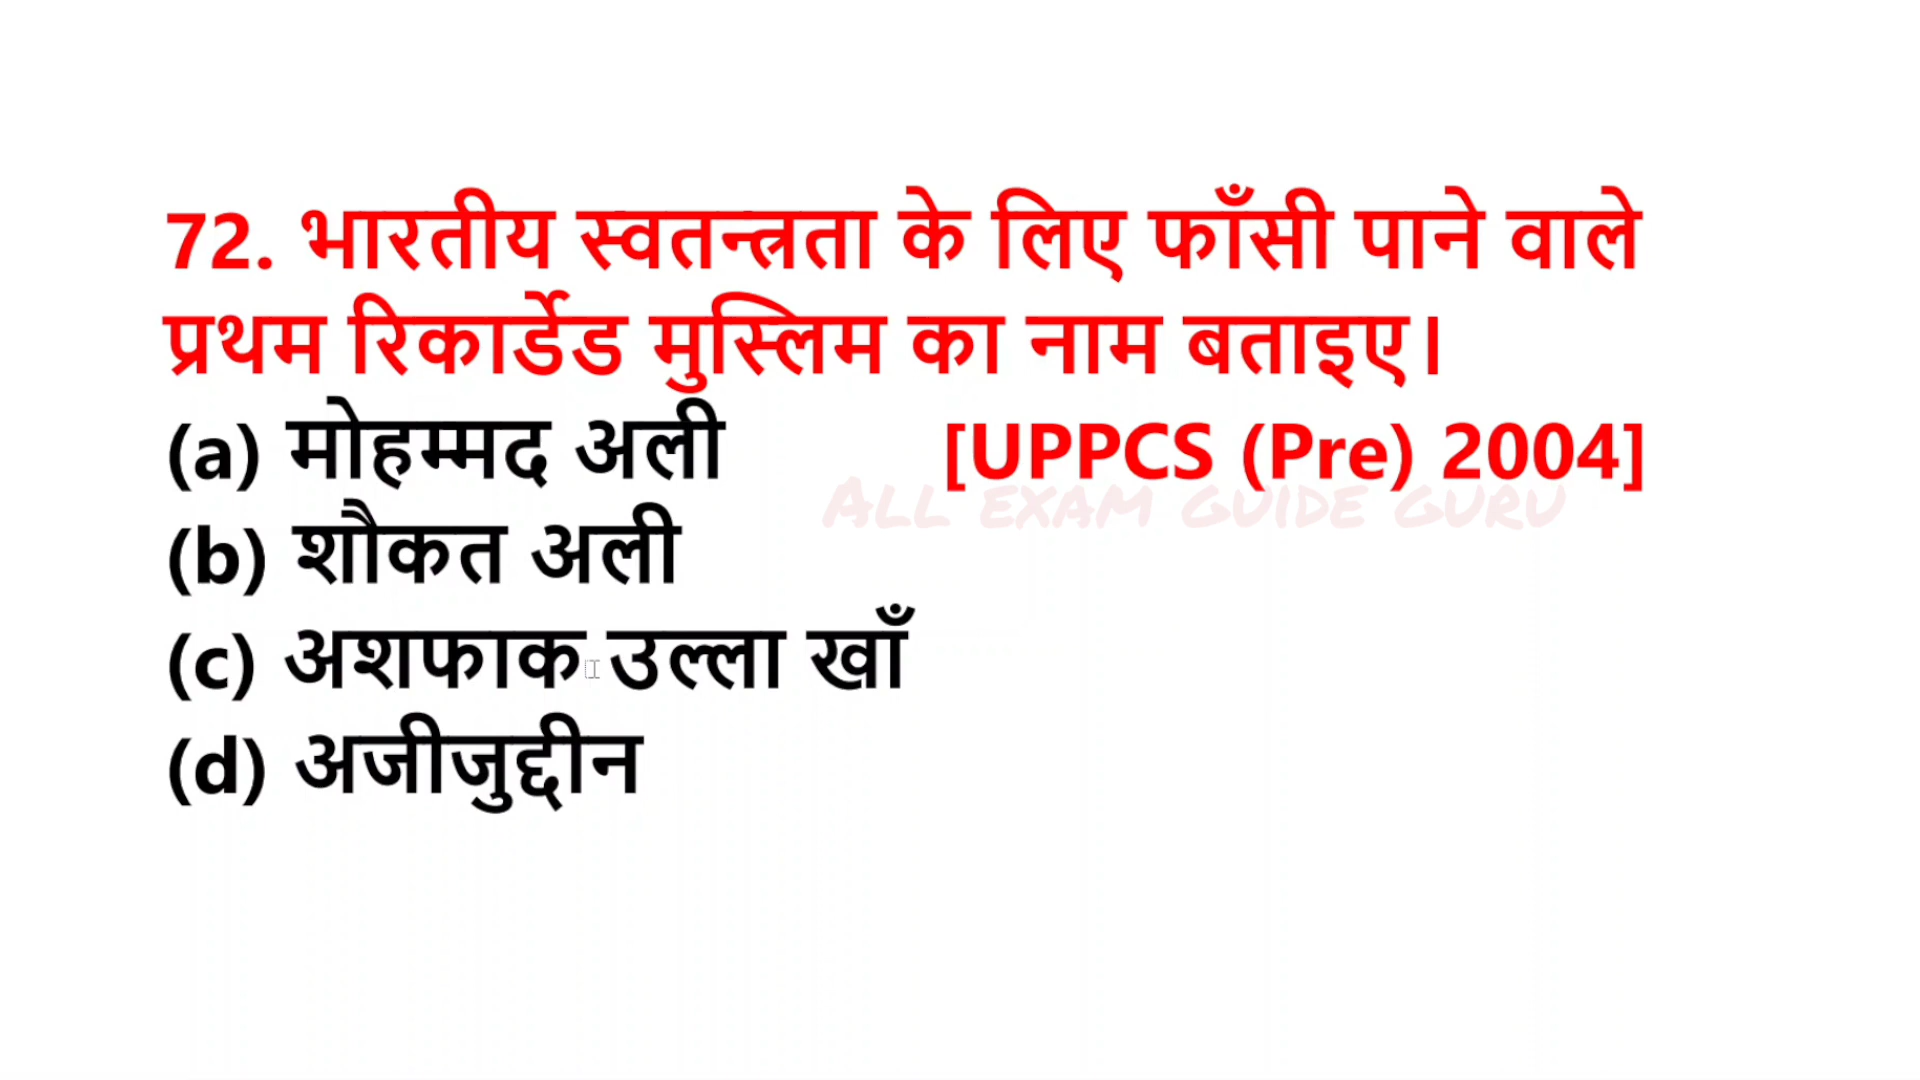 72. भारतीय स्वतन्त्रता के लिए फाँसी पाने वाले
प्रथम रिकार्डेड मुस्लिम का नाम बताइए।
(a) मोहम्मद अली [UPPCS (Pre) 2004]
ALL EXAM GUIDE GURU
(b) शौकत अली
(c) अशफाक उल्ला खाँ
(d) अजीजुद्दीन